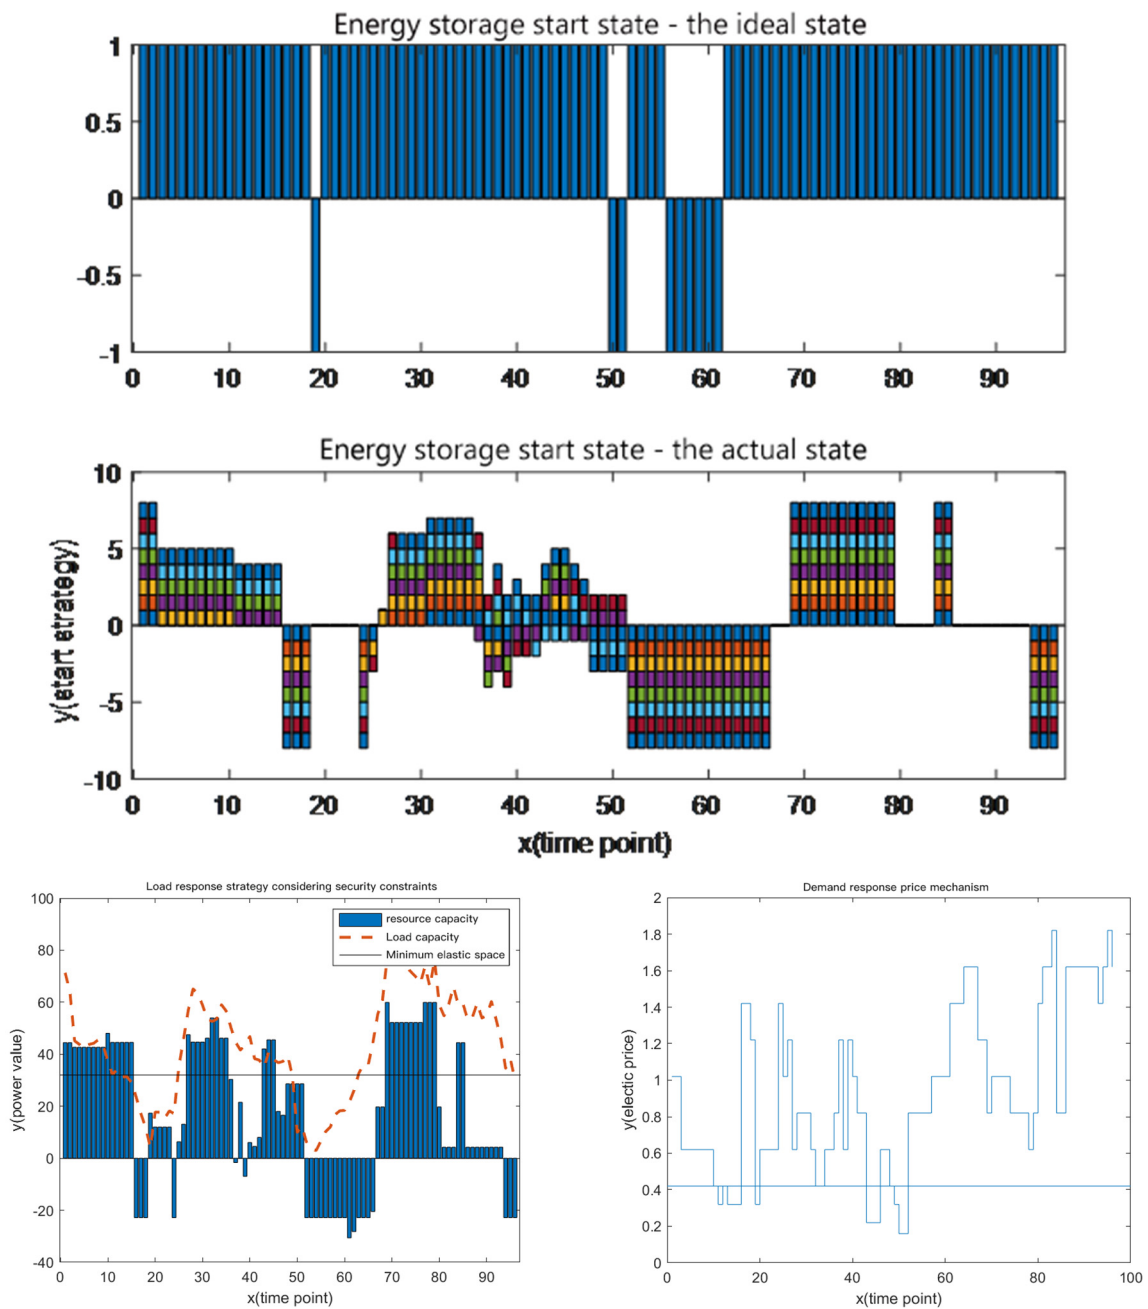 Energy storage start state - the ideal state
1
0.5
0
-0.5
-1
0 10 20 30 40 50 60 70 80 90
Energy storage start state - the actual state
10
5
0
-5
-10
y(start strategy)
0 10 20 30 40 50 60 70 80 90
x(time point)
Load response strategy considering security constraints
100
80
60
40
20
0
-20
-40
y(power value)
resource capacity
Load capacity
Minimum elastic space
0 10 20 30 40 50 60 70 80 90
x(time point)
Demand response price mechanism
2
1.8
1.6
1.4
1.2
1
0.8
0.6
0.4
0.2
0
y(electic price)
0 20 40 60 80 100
x(time point)